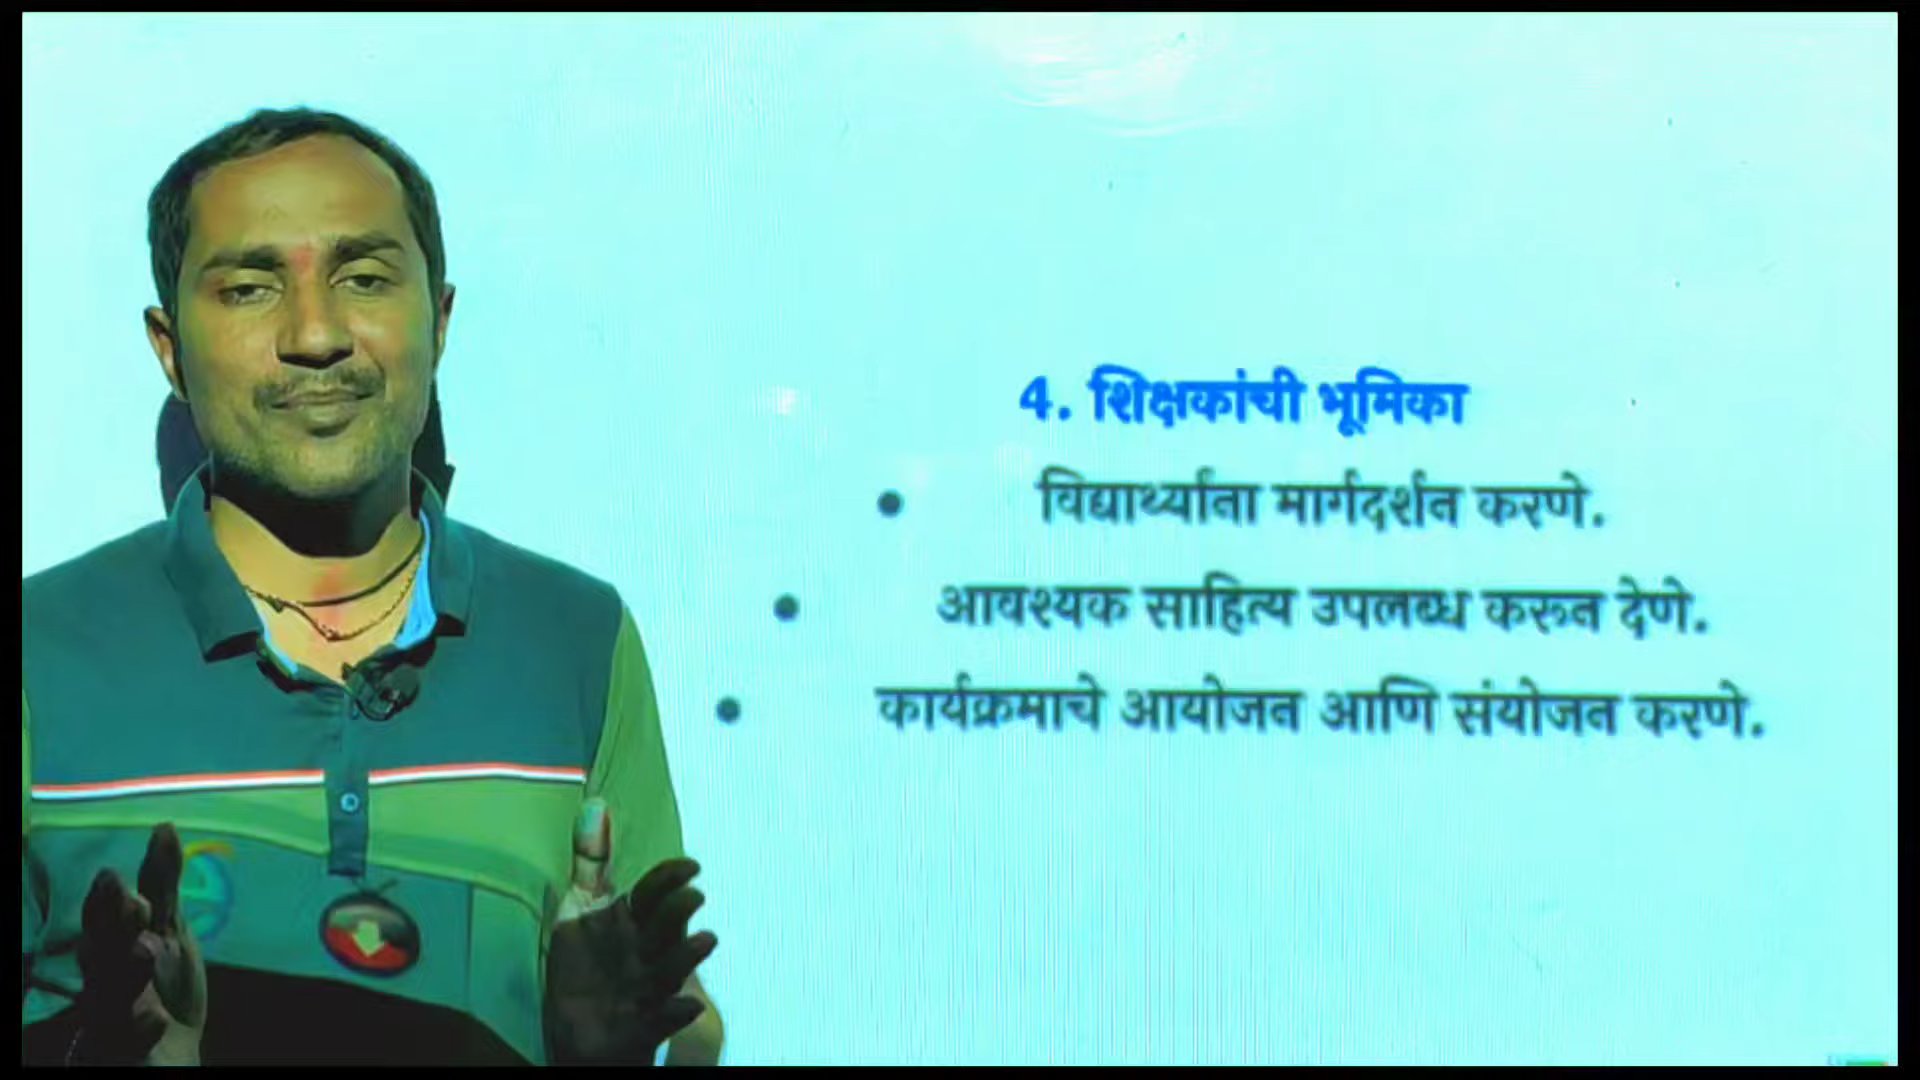 4. शिक्षकांची भूमिका
• विद्यार्थ्यांना मार्गदर्शन करणे.
• आवश्यक साहित्य उपलब्ध करून देणे.
• कार्यक्रमाचे आयोजन आणि संयोजन करणे.